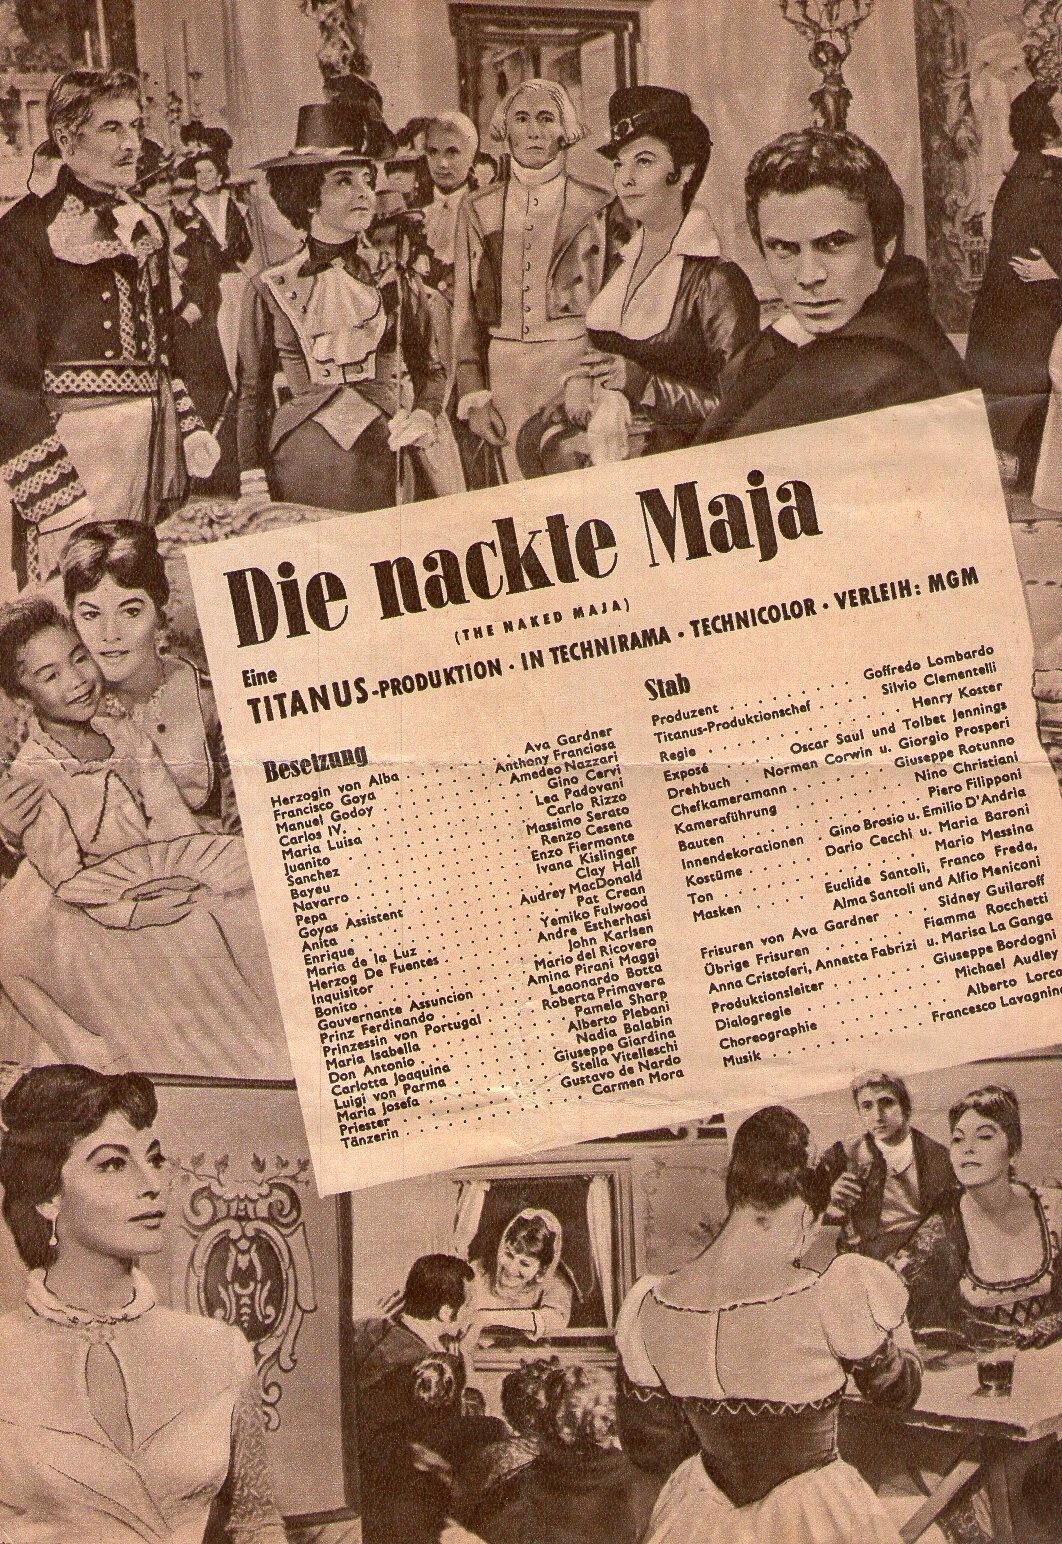 Die nackte Maja
(THE NAKED MAJA)
Eine
TITANUS-PRODUKTION · IN TECHNIRAMA · TECHNICOLOR · VERLEIH: MGM
Besetzung
Herzogin von Alba . . . . . Ava Gardner
Francisco Goya . . . . . Anthony Franciosa
Manuel Godoy . . . . . Amedeo Nazzari
Carlos IV. . . . . . Gino Cervi
Maria Luisa . . . . . Lea Padovani
Juanito . . . . . Carlo Rizzo
Sanchez . . . . . Massimo Serato
Bayeu . . . . . Renzo Cesena
Navarro . . . . . Enzo Fiermonte
Pepa . . . . . Ivana Kislinger
Goyas Assistent . . . . . Clay Hall
Anita . . . . . Audrey MacDonald
Enrique . . . . . Pat Crean
Maria de la Luz . . . . . Yemiko Fulwood
Herzog De Fuentes . . . . . Andre Esterhasi
Inquisitor . . . . . John Karlsen
Bonito . . . . . Mario del Ricovero
Gouvernante Assuncion . . . . . Amina Pirani Maggi
Prinz Ferdinando . . . . . Leaonardo Botta
Prinzessin von Portugal . . . . . Roberta Primavera
Maria Isabella . . . . . Pamela Sharp
Don Antonio . . . . . Alberto Plebani
Carlotta Joaquina . . . . . Nadia Balabin
Luigi von Parma . . . . . Giuseppe Giardina
Maria Josefa . . . . . Stella Vitelleschi
Priester . . . . . Gustavo de Nardo
Tänzerin . . . . . Carmen Mora
Stab
Produzent . . . . . Goffredo Lombardo
Titanus-Produktionschef . . . . . Silvio Clementelli
Regie . . . . . Henry Koster
Exposé . . . . . Oscar Saul und Tolbet Jennings
Drehbuch . . Norman Corwin u. Giorgio Prosperi
Chefkameramann . . . . . Giuseppe Rotunno
Kameraführung . . . . . Nino Christiani
Bauten . . . . . Piero Filipponi
Innendekorationen . . Gino Brosio u. Emilio D'Andria
Kostüme . . . . . Dario Cecchi u. Maria Baroni
Ton . . . . . Mario Messina
Masken . . . . . Euclide Santoli, Franco Freda,
Alma Santoli und Alfio Meniconi
Frisuren von Ava Gardner . . . Sidney Guilaroff
Übrige Frisuren . . . . . Fiamma Rocchetti
Anna Cristoferi, Annetta Fabrizi u. Marisa La Ganga
Produktionsleiter . . . . . Giuseppe Bordogni
Dialogregie . . . . . Michael Audley
Choreographie . . . . . Alberto Lorca
Musik . . . . . Francesco Lavagnino